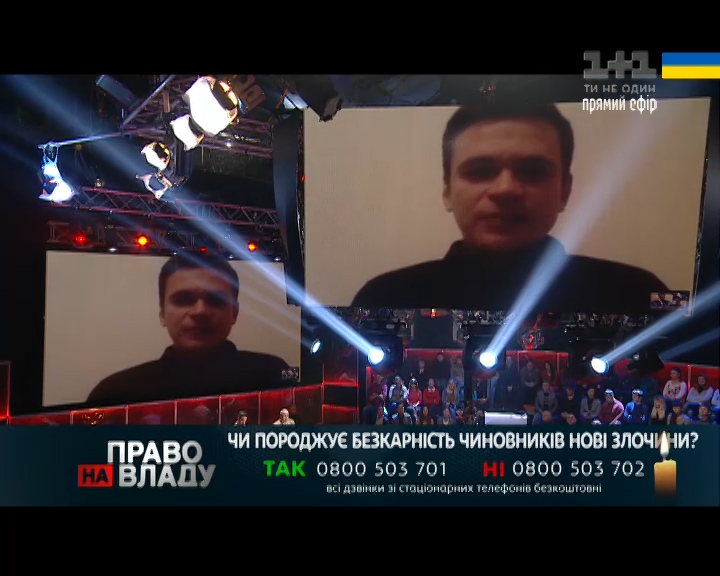 1+1
ТИ НЕ ОДИН
прямий ефір
ПРАВО
НА ВЛАДУ
ЧИ ПОРОДЖУЄ БЕЗКАРНІСТЬ ЧИНОВНИКІВ НОВІ ЗЛОЧИНИ?
ТАК 0800 503 701 НІ 0800 503 702
всі дзвінки зі стаціонарних телефонів безкоштовні